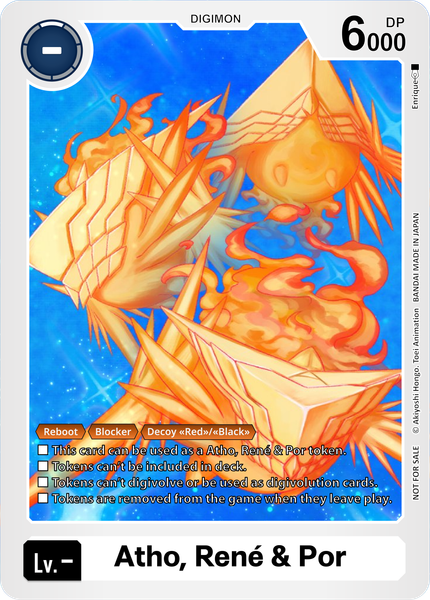 DIGIMON
DP
6000
-
Enrique
Reboot Blocker Decoy «Red»/«Black»
□ This card can be used as a Atho, René & Por token.
□ Tokens can't be included in deck.
□ Tokens can't digivolve or be used as digivolution cards.
□ Tokens are removed from the game when they leave play.
NOT FOR SALE © Akiyoshi Hongo, Toei Animation BANDAI MADE IN JAPAN
Lv.-
Atho, René & Por